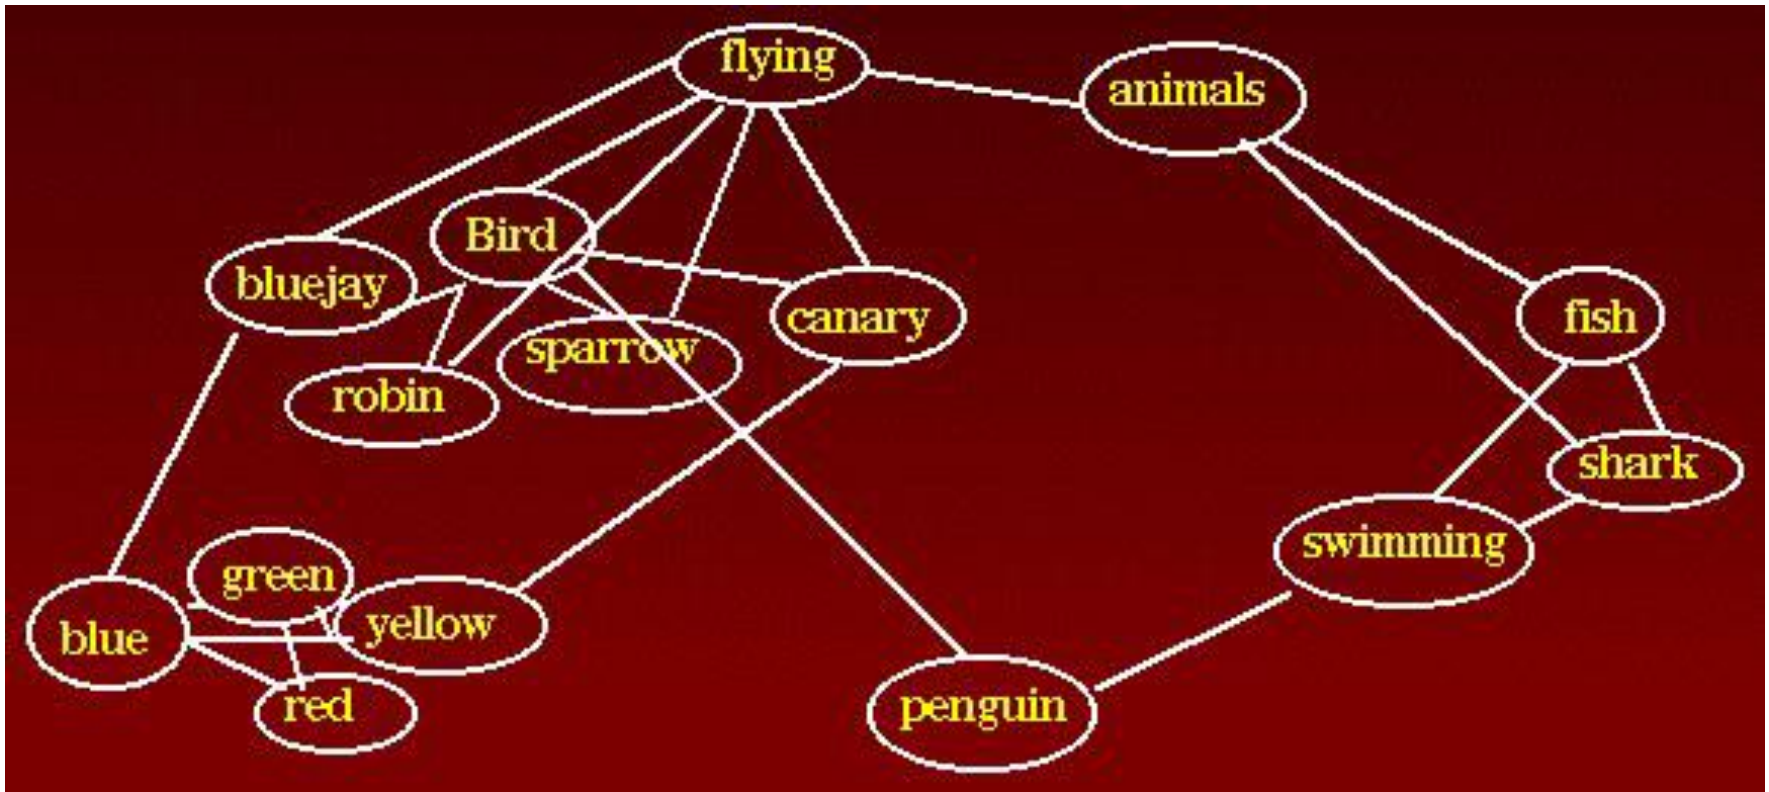 flying
animals
Bird
bluejay
canary
fish
sparrow
robin
shark
swimming
green
yellow
blue
red
penguin